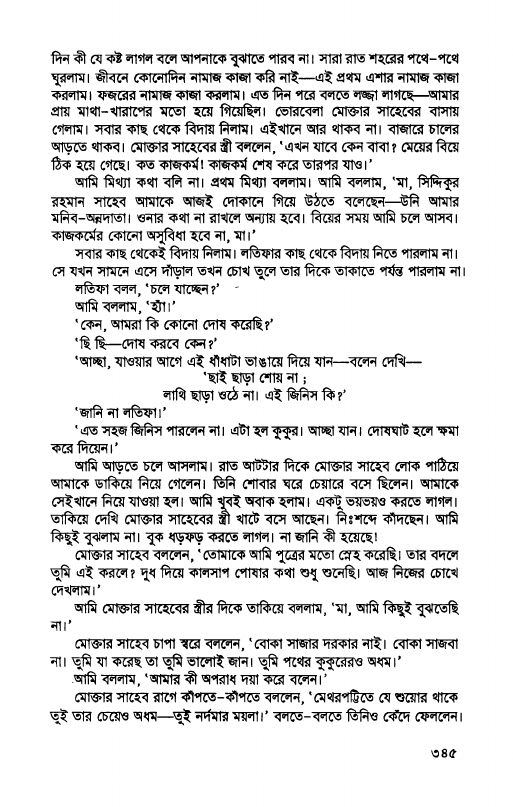 দিন কী যে কষ্ট লাগল বলে আপনাকে বুঝাতে পারব না। সারা রাত শহরের পথে-পথে
ঘুরলাম। জীবনে কোনোদিন নামাজ কাজা করি নাই—এই প্রথম এশার নামাজ কাজা
করলাম। ফজরের নামাজ কাজা করলাম। এত দিন পরে বলতে লজ্জা লাগছে—আমার
প্রায় মাথা-খারাপের মতো হয়ে গিয়েছিল। ভোরবেলা মোক্তার সাহেবের বাসায়
গেলাম। সবার কাছ থেকে বিদায় নিলাম। এইখানে আর থাকব না। বাজারে চালের
আড়তে থাকব। মোক্তার সাহেবের স্ত্রী বললেন, ‘এখন যাবে কেন বাবা? মেয়ের বিয়ে
ঠিক হয়ে গেছে। কত কাজকর্ম! কাজকর্ম শেষ করে তারপর যাও।’
আমি মিথ্যা কথা বলি না। প্রথম মিথ্যা বললাম। আমি বললাম, ‘মা, সিদ্দিকুর
রহমান সাহেব আমাকে আজই দোকানে গিয়ে উঠতে বলেছেন—উনি আমার
মনিব-অন্নদাতা। ওনার কথা না রাখলে অন্যায় হবে। বিয়ের সময় আমি চলে আসব।
কাজকর্মের কোনো অসুবিধা হবে না, মা।’
সবার কাছ থেকেই বিদায় নিলাম। লতিফার কাছ থেকে বিদায় নিতে পারলাম না।
সে যখন সামনে এসে দাঁড়াল তখন চোখ তুলে তার দিকে তাকাতে পর্যন্ত পারলাম না।
লতিফা বলল, ‘চলে যাচ্ছেন?’
আমি বললাম, ‘হ্যাঁ।’
‘কেন, আমরা কি কোনো দোষ করেছি?’
‘ছি ছি—দোষ করবে কেন?’
‘আচ্ছা, যাওয়ার আগে এই ধাঁধাটা ভাঙায়ে দিয়ে যান—বলেন দেখি—
‘ছাই ছাড়া শোয় না ;
লাথি ছাড়া ওঠে না। এই জিনিস কি?’
‘জানি না লতিফা।’
‘এত সহজ জিনিস পারলেন না। এটা হল কুকুর। আচ্ছা যান। দোষঘাট হলে ক্ষমা
করে দিয়েন।’
আমি আড়তে চলে আসলাম। রাত আটটার দিকে মোক্তার সাহেব লোক পাঠিয়ে
আমাকে ডাকিয়ে নিয়ে গেলেন। তিনি শোবার ঘরে চেয়ারে বসে ছিলেন। আমাকে
সেইখানে নিয়ে যাওয়া হল। আমি খুবই অবাক হলাম। একটু ভয়ভয়ও করতে লাগল।
তাকিয়ে দেখি মোক্তার সাহেবের স্ত্রী খাটে বসে আছেন। নিঃশব্দে কাঁদছেন। আমি
কিছুই বুঝলাম না। বুক ধড়ফড় করতে লাগল। না জানি কী হয়েছে!
মোক্তার সাহেব বললেন, ‘তোমাকে আমি পুত্রের মতো স্নেহ করেছি। তার বদলে
তুমি এই করলে? দুধ দিয়ে কালসাপ পোষার কথা শুধু শুনেছি। আজ নিজের চোখে
দেখলাম।’
আমি মোক্তার সাহেবের স্ত্রীর দিকে তাকিয়ে বললাম, ‘মা, আমি কিছুই বুঝতেছি
না।’
মোক্তার সাহেব চাপা স্বরে বললেন, ‘বোকা সাজার দরকার নাই। বোকা সাজবা
না। তুমি যা করেছ তা তুমি ভালোই জান। তুমি পথের কুকুরেরও অধম।’
আমি বললাম, ‘আমার কী অপরাধ দয়া করে বলেন।’
মোক্তার সাহেব রাগে কাঁপতে-কাঁপতে বললেন, ‘মেথরপট্টিতে যে শুয়োর থাকে
তুই তার চেয়েও অধম—তুই নর্দমার ময়লা।’ বলতে-বলতে তিনিও কেঁদে ফেললেন।
৩৪৫